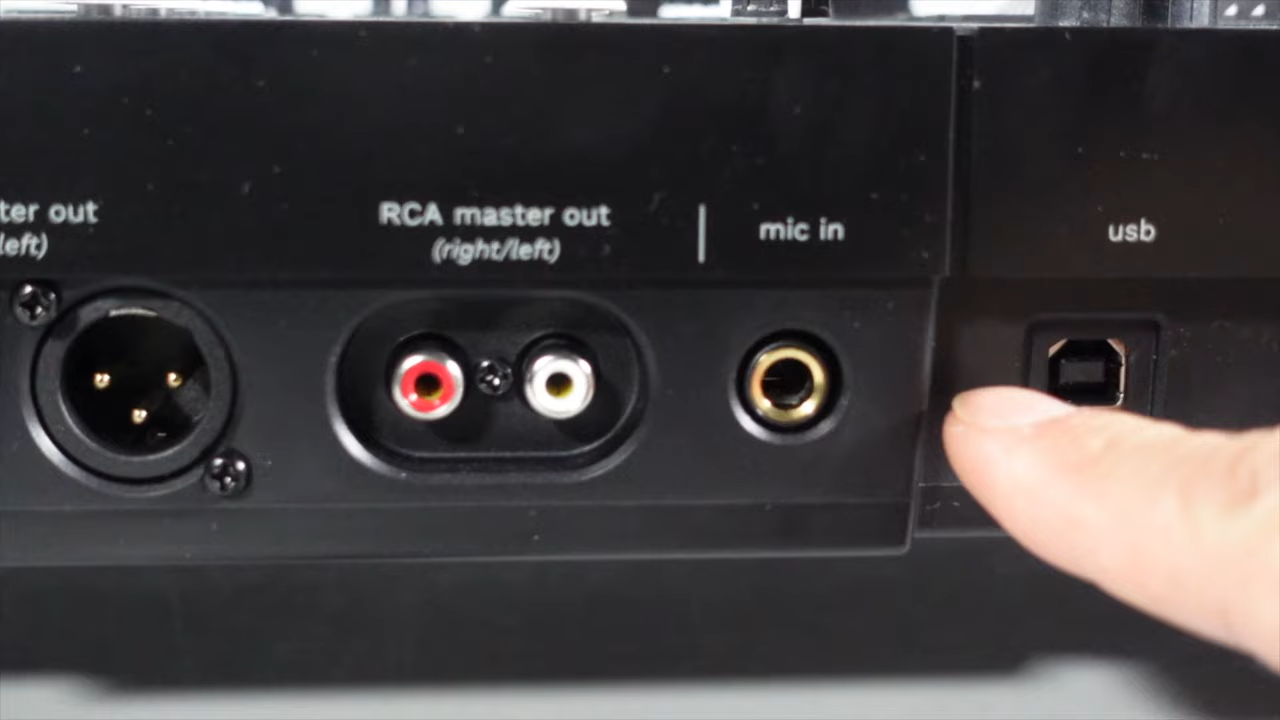 ter out
left)
RCA master out
(right/left)
mic in
usb